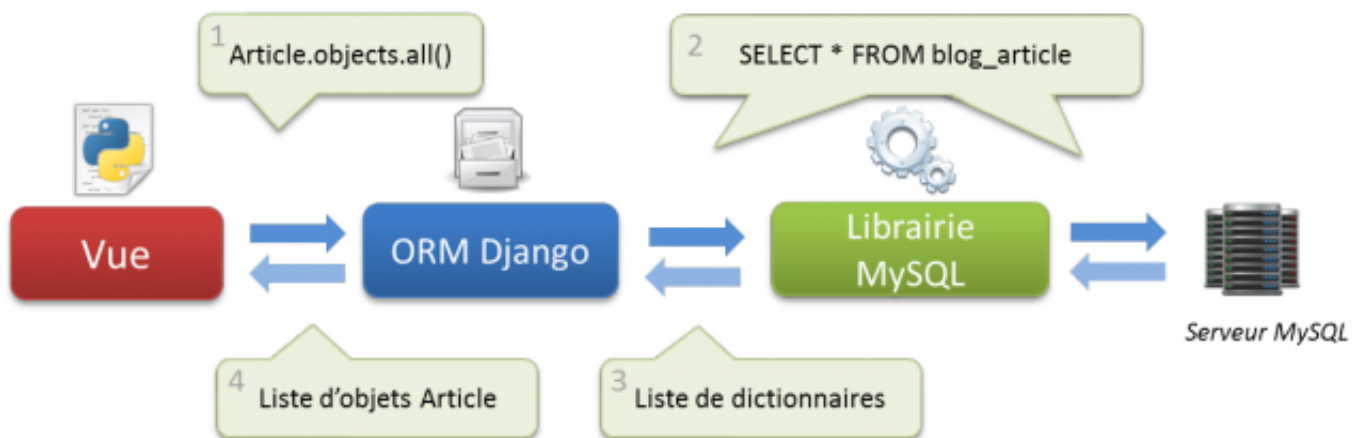 1
Article.objects.all()
2
SELECT * FROM blog_article
Vue
ORM Django
Librairie
MySQL
Serveur MySQL
4
Liste d'objets Article
3
Liste de dictionnaires